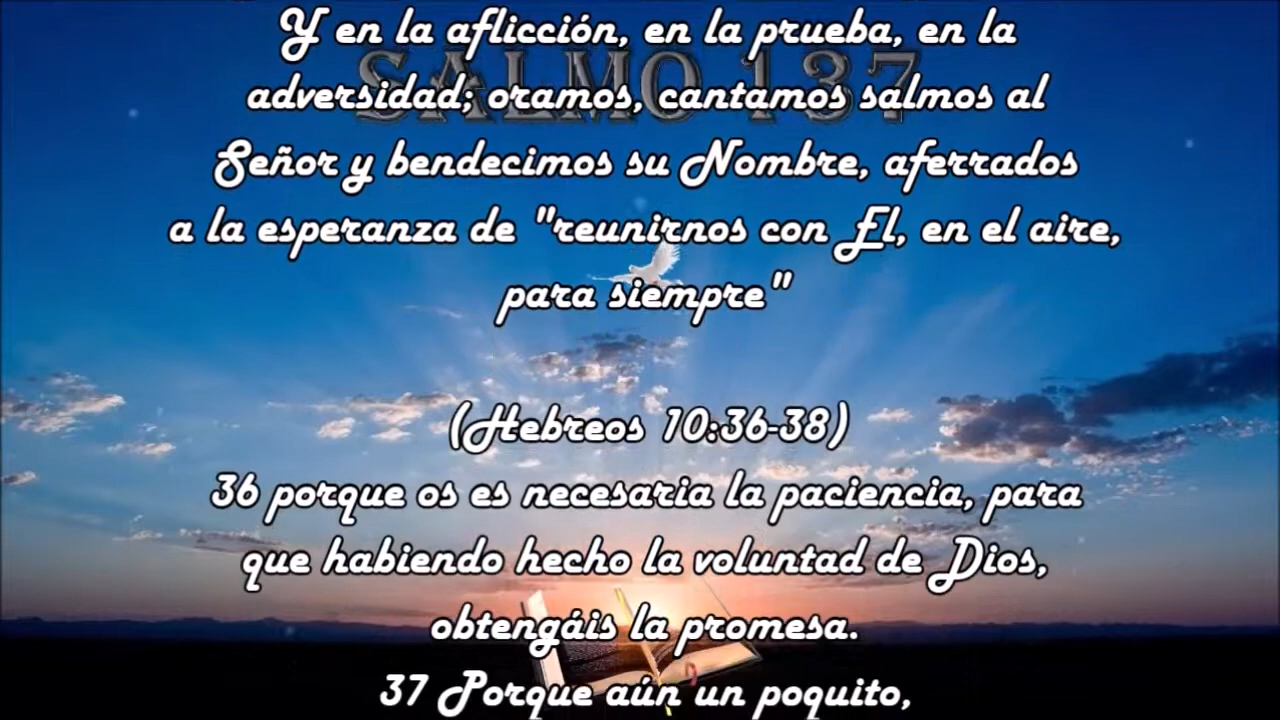 Y en la aflicción, en la prueba, en la
SALMO 137
adversidad; oramos, cantamos salmos al
Señor y bendecimos su Nombre, aferrados
a la esperanza de "reunirnos con El, en el aire,
para siempre"
(Hebreos 10:36-38)
36 porque os es necesaria la paciencia, para
que habiendo hecho la voluntad de Dios,
obtengáis la promesa.
37 Porque aún un poquito,